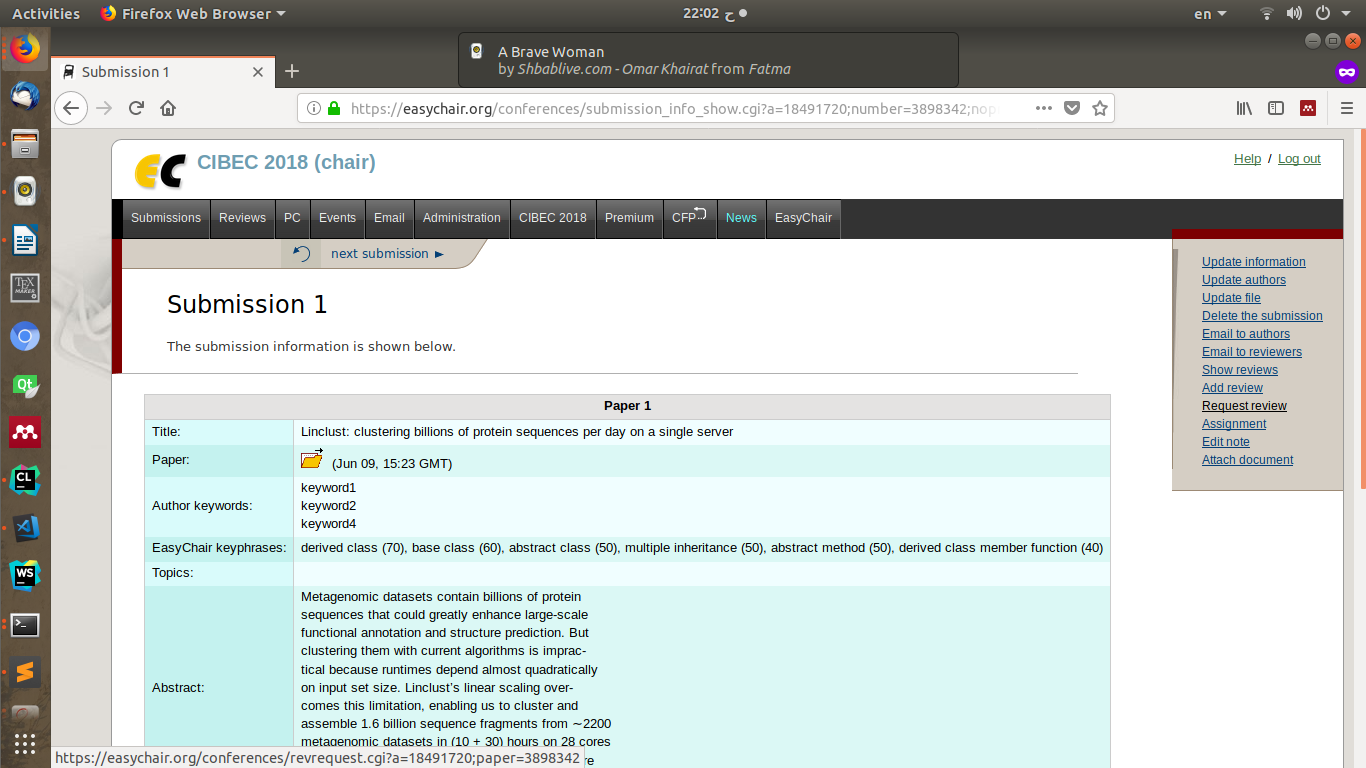 Activities
Firefox Web Browser
22:02 ح
en
A Brave Woman
by Shbablive.com - Omar Khairat from Fatma
Submission 1
https://easychair.org/conferences/submission_info_show.cgi?a=18491720;number=3898342;nop
EC
CIBEC 2018 (chair)
Help / Log out
Submissions Reviews PC Events Email Administration CIBEC 2018 Premium CFP News EasyChair
next submission ►
Submission 1
The submission information is shown below.
Update information
Update authors
Update file
Delete the submission
Email to authors
Email to reviewers
Show reviews
Add review
Request review
Assignment
Edit note
Attach document
Paper 1
Title: Linclust: clustering billions of protein sequences per day on a single server
Paper: (Jun 09, 15:23 GMT)
Author keywords:
keyword1
keyword2
keyword4
EasyChair keyphrases: derived class (70), base class (60), abstract class (50), multiple inheritance (50), abstract method (50), derived class member function (40)
Topics:
Abstract:
Metagenomic datasets contain billions of protein
sequences that could greatly enhance large-scale
functional annotation and structure prediction. But
clustering them with current algorithms is imprac-
tical because runtimes depend almost quadratically
on input set size. Linclust’s linear scaling over-
comes this limitation, enabling us to cluster and
assemble 1.6 billion sequence fragments from ∼2200
metagenomic datasets in (10 + 30) hours on 28 cores
re
https://easychair.org/conferences/revrequest.cgi?a=18491720;paper=3898342
TEX
MAKER
Qt
CL
WS